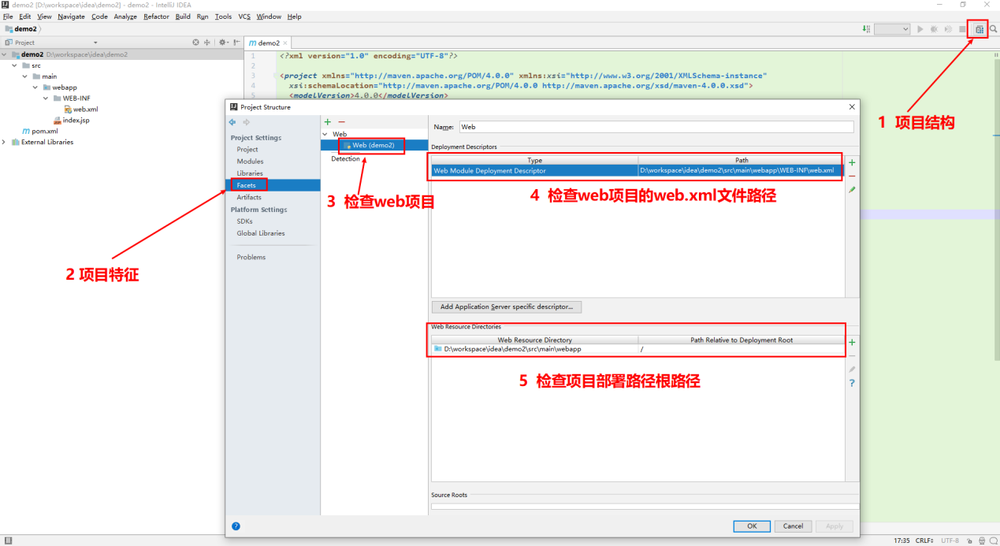 demo2 [D:\workspace\idea\demo2] - demo2 - IntelliJ IDEA
File Edit View Navigate Code Analyze Refactor Build Run Tools VCS Window Help
demo2
Project
demo2
demo2 D:\workspace\idea\demo2
src
main
webapp
WEB-INF
web.xml
index.jsp
pom.xml
External Libraries
1 <?xml version="1.0" encoding="UTF-8"?>
2
3 <project xmlns="http://maven.apache.org/POM/4.0.0" xmlns:xsi="http://www.w3.org/2001/XMLSchema-instance"
4 xsi:schemaLocation="http://maven.apache.org/POM/4.0.0 http://maven.apache.org/xsd/maven-4.0.0.xsd">
5 <modelVersion>4.0.0</modelVersion>
1 项目结构
Project Structure
Project Settings
Project
Modules
Libraries
Facets
Artifacts
Platform Settings
SDKs
Global Libraries
Problems
2 项目特征
Web
Web (demo2)
Detection
3 检查web项目
Name: Web
Deployment Descriptors
Type Path
Web Module Deployment Descriptor D:\workspace\idea\demo2\src\main\webapp\WEB-INF\web.xml
4 检查web项目的web.xml文件路径
Add Application Server specific descriptor...
Web Resource Directories
Web Resource Directory Path Relative to Deployment Root
D:\workspace\idea\demo2\src\main\webapp /
5 检查项目部署路径根路径
Source Roots
OK Cancel Apply
17:35 CRLF UTF-8